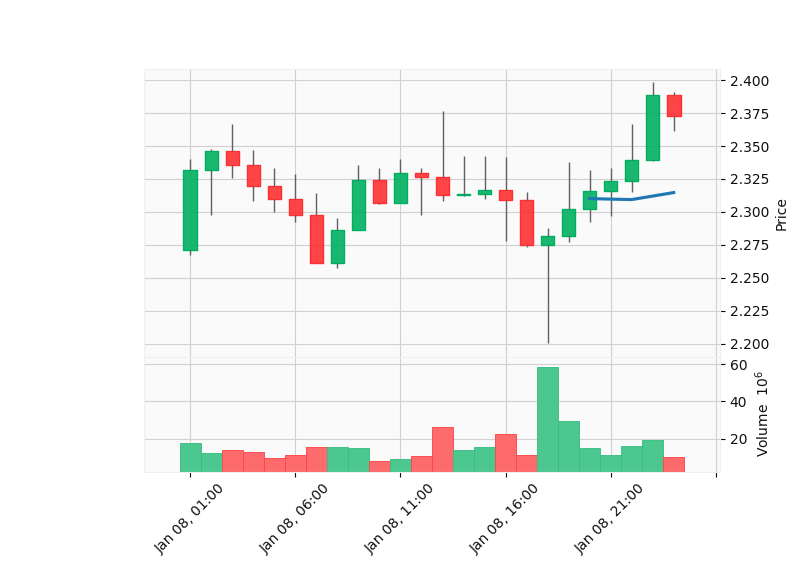 2.400
2.375
2.350
2.325
2.300
2.275
2.250
2.225
2.200
Price
60
40
20
Volume 10^6
Jan 08, 01:00
Jan 08, 06:00
Jan 08, 11:00
Jan 08, 16:00
Jan 08, 21:00